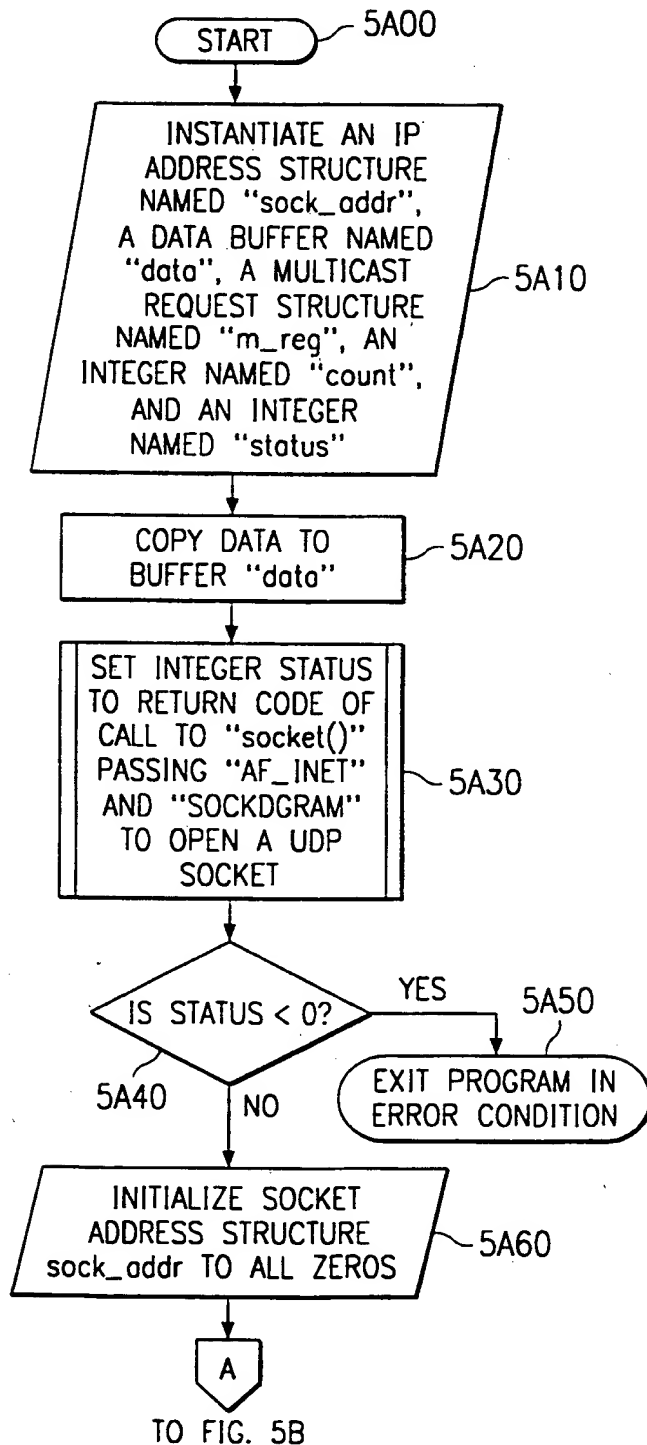 START
5A00
INSTANTIATE AN IP
ADDRESS STRUCTURE
NAMED “sock_addr”,
A DATA BUFFER NAMED
“data”, A MULTICAST
REQUEST STRUCTURE
NAMED “m_reg”, AN
INTEGER NAMED “count”,
AND AN INTEGER
NAMED “status”
5A10
COPY DATA TO
BUFFER “data”
5A20
SET INTEGER STATUS
TO RETURN CODE OF
CALL TO “socket()”
PASSING “AF_INET”
AND “SOCKDGRAM”
TO OPEN A UDP
SOCKET
5A30
IS STATUS < 0?
5A40
YES
5A50
EXIT PROGRAM IN
ERROR CONDITION
NO
INITIALIZE SOCKET
ADDRESS STRUCTURE
sock_addr TO ALL ZEROS
5A60
A
TO FIG. 5B